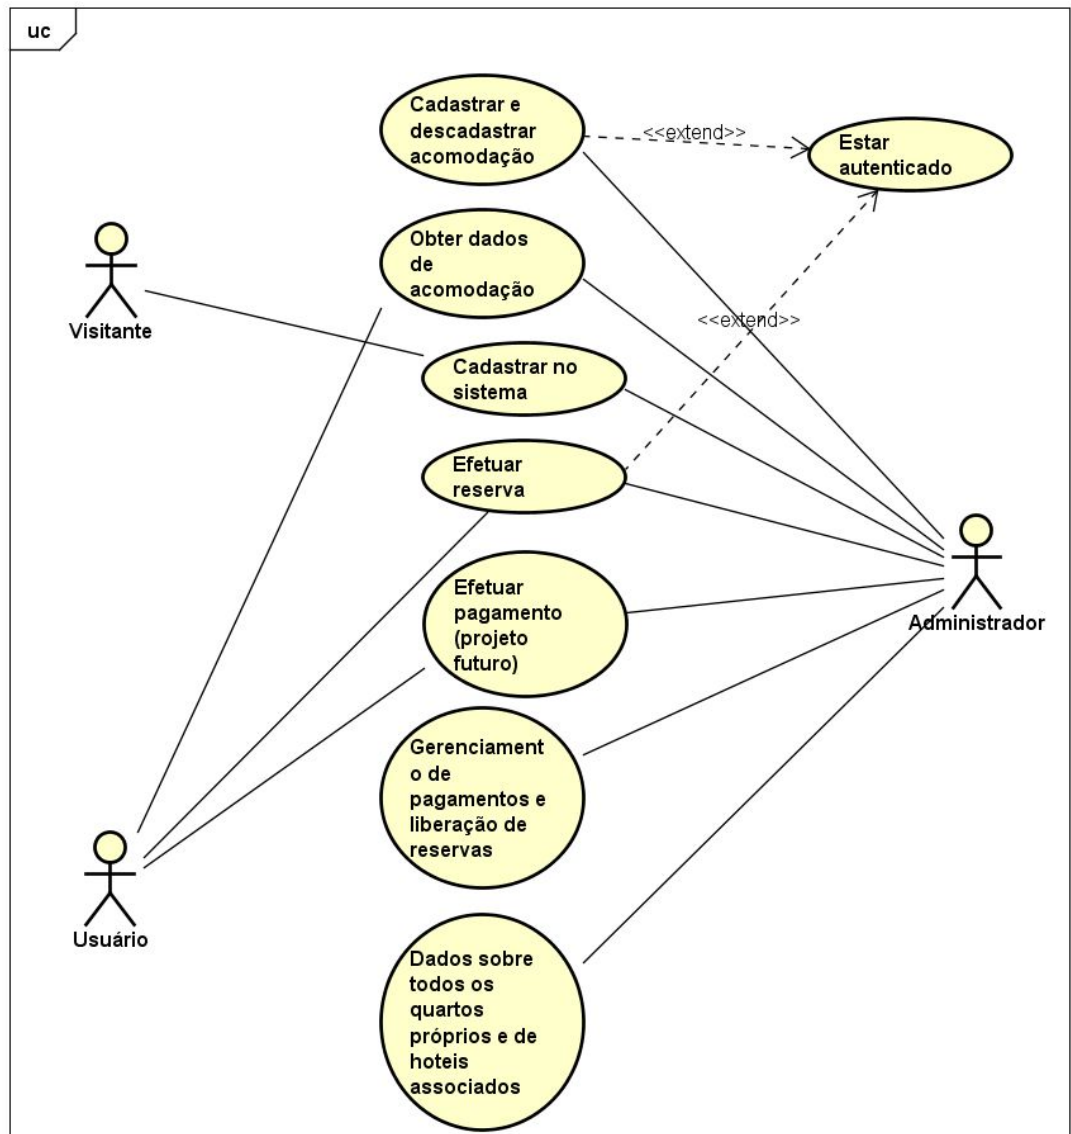 uc
Cadastrar e
descadastrar
acomodação
<<extend>>
Estar
autenticado
Obter dados
de
acomodação
Visitante
<<extend>>
Cadastrar no
sistema
Efetuar
reserva
Efetuar
pagamento
(projeto
futuro)
Administrador
Gerenciament
o de
pagamentos e
liberação de
reservas
Usuário
Dados sobre
todos os
quartos
próprios e de
hoteis
associados